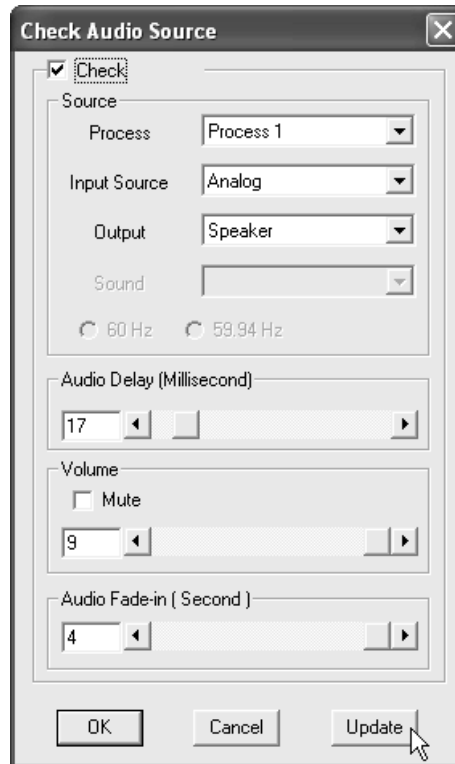 Check Audio Source
Check
Source
Process Process 1
Input Source Analog
Output Speaker
Sound
60 Hz 59.94 Hz
Audio Delay (Millisecond)
17
Volume
Mute
9
Audio Fade-in ( Second )
4
OK Cancel Update